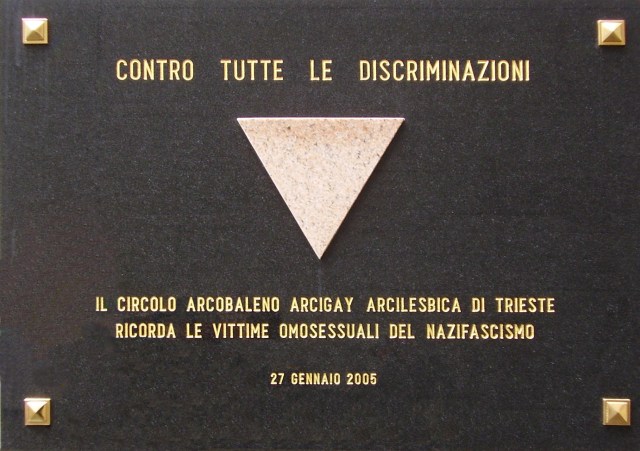 CONTRO TUTTE LE DISCRIMINAZIONI
IL CIRCOLO ARCOBALENO ARCIGAY ARCILESBICA DI TRIESTE
RICORDA LE VITTIME OMOSESSUALI DEL NAZIFASCISMO
27 GENNAIO 2005